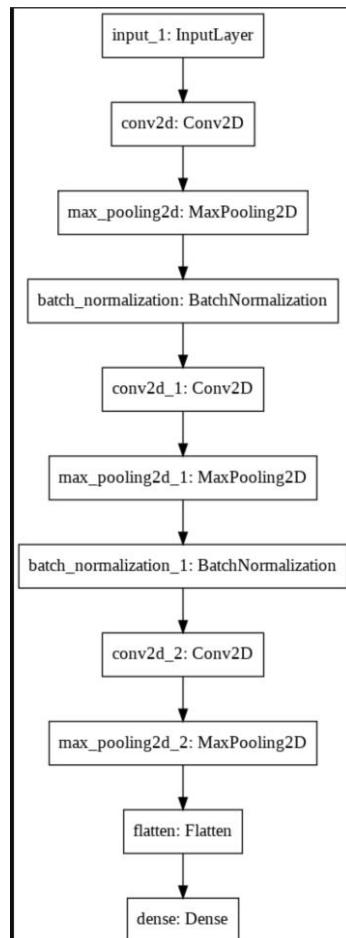 input_1: InputLayer
conv2d: Conv2D
max_pooling2d: MaxPooling2D
batch_normalization: BatchNormalization
conv2d_1: Conv2D
max_pooling2d_1: MaxPooling2D
batch_normalization_1: BatchNormalization
conv2d_2: Conv2D
max_pooling2d_2: MaxPooling2D
flatten: Flatten
dense: Dense